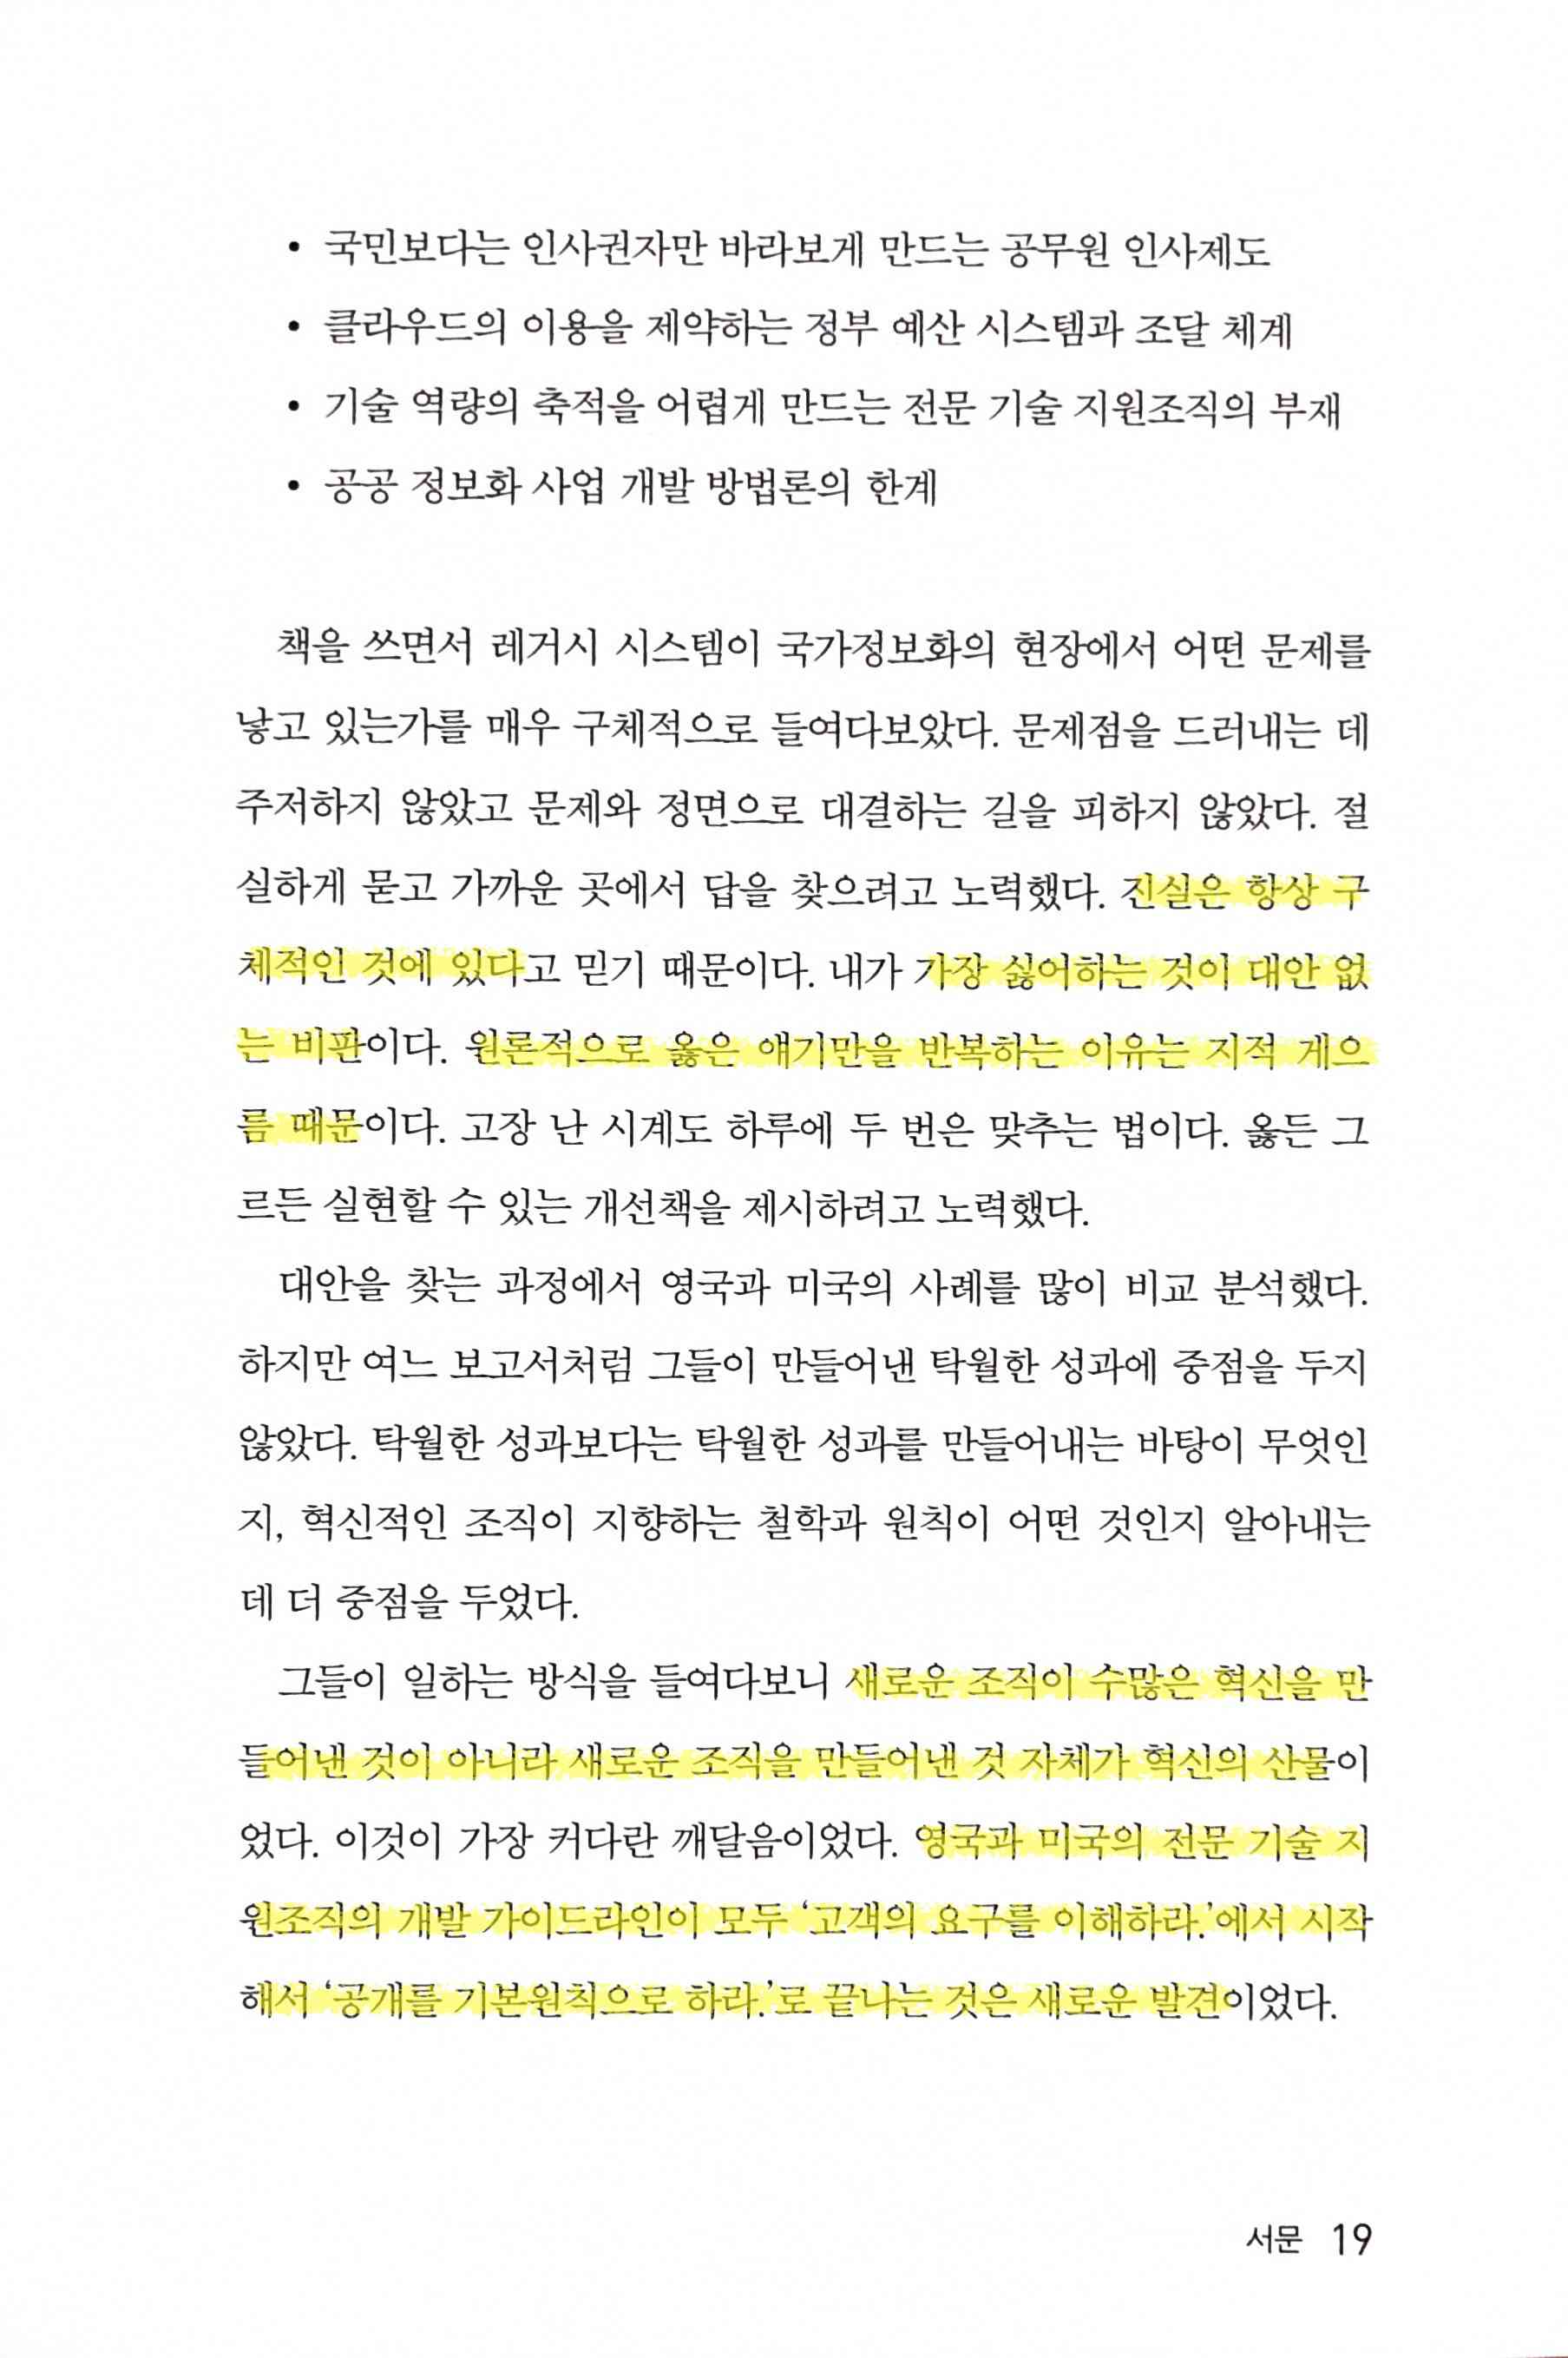 • 국민보다는 인사권자만 바라보게 만드는 공무원 인사제도
• 클라우드의 이용을 제약하는 정부 예산 시스템과 조달 체계
• 기술 역량의 축적을 어렵게 만드는 전문 기술 지원조직의 부재
• 공공 정보화 사업 개발 방법론의 한계
책을 쓰면서 레거시 시스템이 국가정보화의 현장에서 어떤 문제를
낳고 있는가를 매우 구체적으로 들여다보았다. 문제점을 드러내는 데
주저하지 않았고 문제와 정면으로 대결하는 길을 피하지 않았다. 절
실하게 묻고 가까운 곳에서 답을 찾으려고 노력했다. 진실은 항상 구
체적인 것에 있다고 믿기 때문이다. 내가 가장 싫어하는 것이 대안 없
는 비판이다. 원론적으로 옳은 얘기만을 반복하는 이유는 지적 게으
름 때문이다. 고장 난 시계도 하루에 두 번은 맞추는 법이다. 옳든 그
르든 실현할 수 있는 개선책을 제시하려고 노력했다.
대안을 찾는 과정에서 영국과 미국의 사례를 많이 비교 분석했다.
하지만 여느 보고서처럼 그들이 만들어낸 탁월한 성과에 중점을 두지
않았다. 탁월한 성과보다는 탁월한 성과를 만들어내는 바탕이 무엇인
지, 혁신적인 조직이 지향하는 철학과 원칙이 어떤 것인지 알아내는
데 더 중점을 두었다.
그들이 일하는 방식을 들여다보니 새로운 조직이 수많은 혁신을 만
들어낸 것이 아니라 새로운 조직을 만들어낸 것 자체가 혁신의 산물이
었다. 이것이 가장 커다란 깨달음이었다. 영국과 미국의 전문 기술 지
원조직의 개발 가이드라인이 모두 ‘고객의 요구를 이해하라.’에서 시작
해서 ‘공개를 기본원칙으로 하라.’로 끝나는 것은 새로운 발견이었다.
서문 19